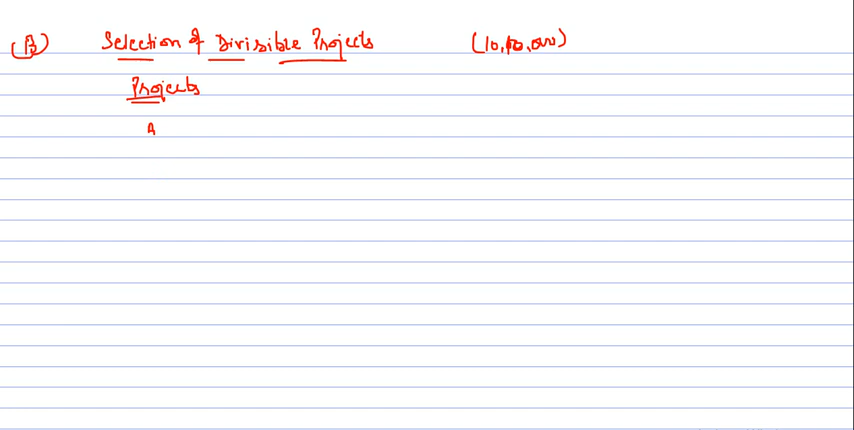 (B) Selection of Divisible Projects (10,00,000)
Projects
A